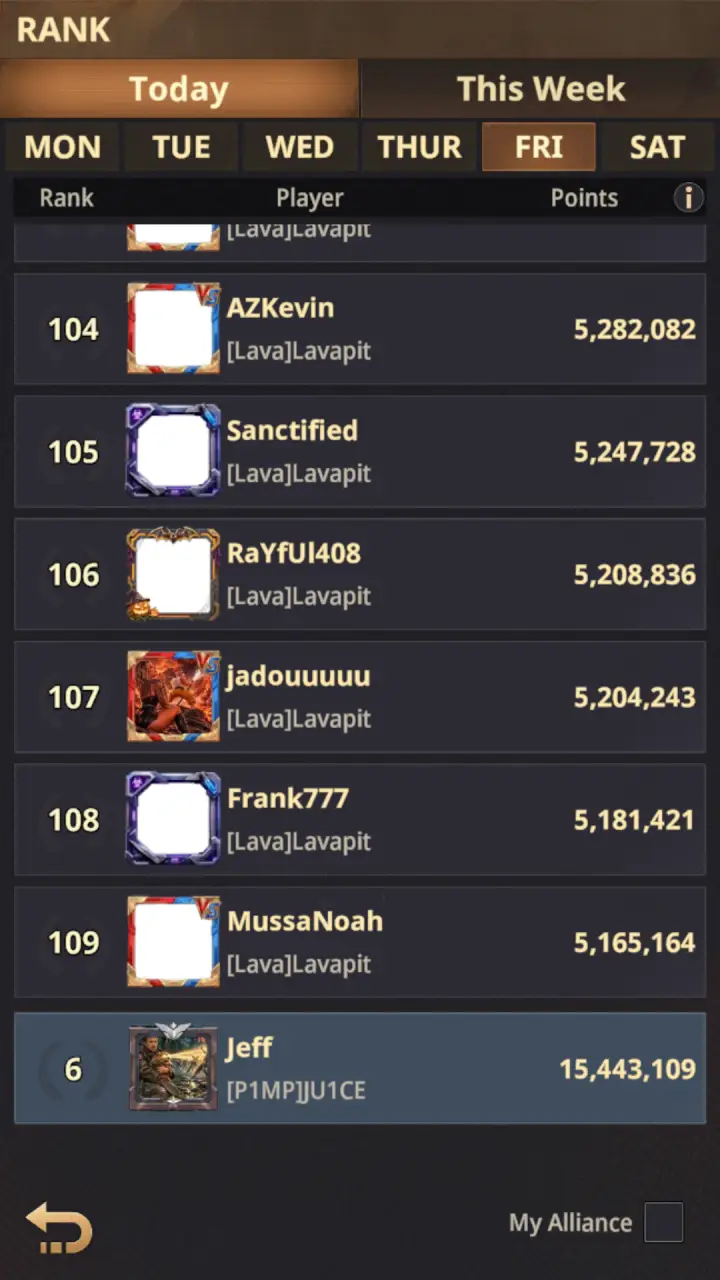 RANK
Today This Week
MON TUE WED THUR FRI SAT
Rank Player Points i
[Lava]Lavapit
104 AZKevin 5,282,082
[Lava]Lavapit
105 Sanctified 5,247,728
[Lava]Lavapit
106 RaYfUl408 5,208,836
[Lava]Lavapit
107 jadouuuuu 5,204,243
[Lava]Lavapit
108 Frank777 5,181,421
[Lava]Lavapit
109 MussaNoah 5,165,164
[Lava]Lavapit
6 Jeff 15,443,109
[P1MP]JU1CE
My Alliance